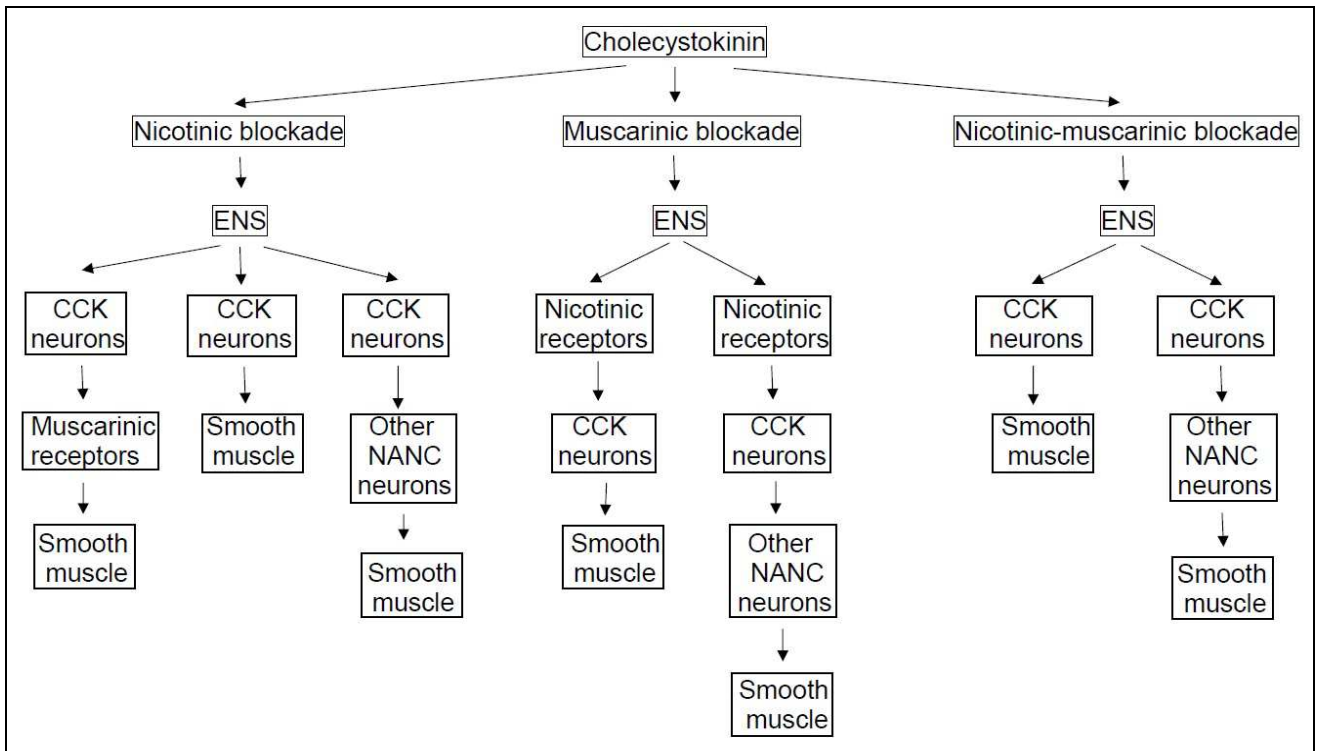 Cholecystokinin
Nicotinic blockade
Muscarinic blockade
Nicotinic-muscarinic blockade
ENS
ENS
ENS
CCK
neurons
CCK
neurons
CCK
neurons
Nicotinic
receptors
Nicotinic
receptors
CCK
neurons
CCK
neurons
Muscarinic
receptors
Smooth
muscle
Other
NANC
neurons
CCK
neurons
CCK
neurons
Smooth
muscle
Other
NANC
neurons
Smooth
muscle
Smooth
muscle
Smooth
muscle
Other
NANC
neurons
Smooth
muscle
Smooth
muscle